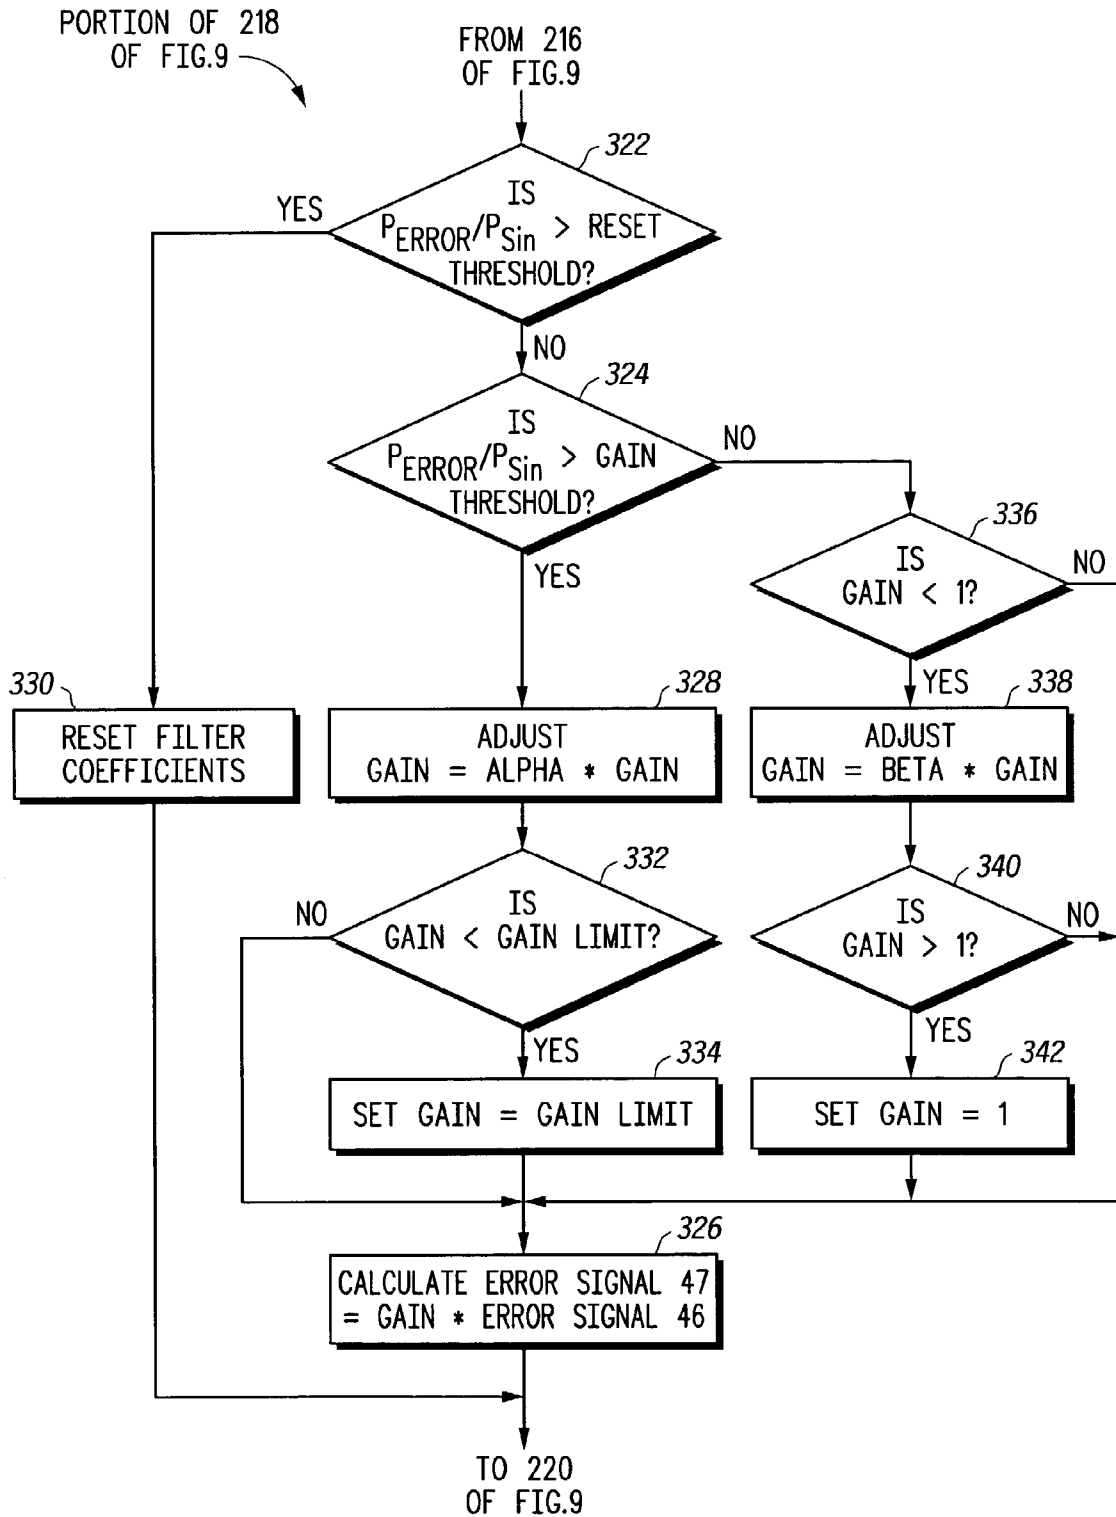 PORTION OF 218
OF FIG.9
FROM 216
OF FIG.9
322
IS
PERROR/PSin > RESET
THRESHOLD?
YES
NO
324
IS
PERROR/PSin > GAIN
THRESHOLD?
NO
YES
336
IS
GAIN < 1?
NO
YES
330
RESET FILTER
COEFFICIENTS
328
ADJUST
GAIN = ALPHA * GAIN
338
ADJUST
GAIN = BETA * GAIN
332
IS
GAIN < GAIN LIMIT?
NO
YES
340
IS
GAIN > 1?
NO
YES
334
SET GAIN = GAIN LIMIT
342
SET GAIN = 1
326
CALCULATE ERROR SIGNAL 47
= GAIN * ERROR SIGNAL 46
TO 220
OF FIG.9